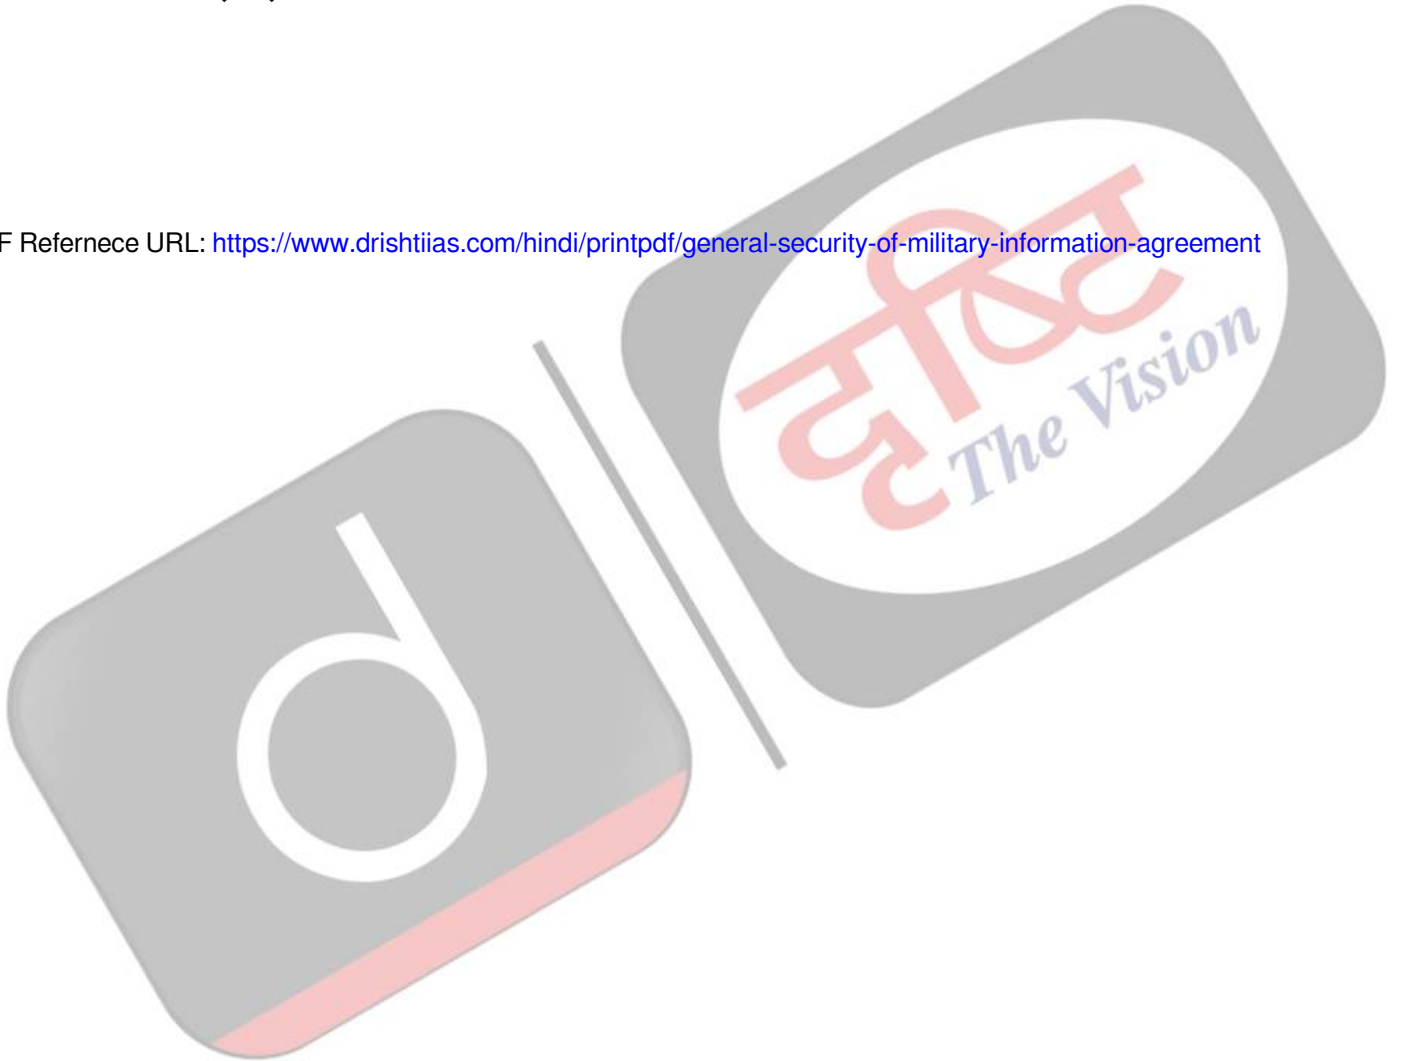 F Refernece URL: https://www.drishtiias.com/hindi/printpdf/general-security-of-military-information-agreement
दृष्टि
The Vision
d